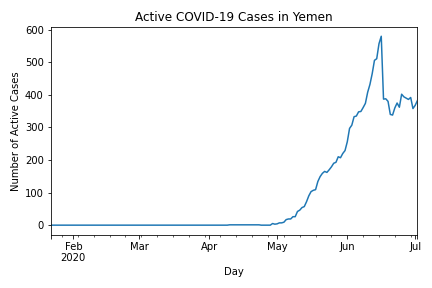 Active COVID-19 Cases in Yemen
Number of Active Cases
600
500
400
300
200
100
0
Feb
2020
Mar
Apr
May
Jun
Jul
Day